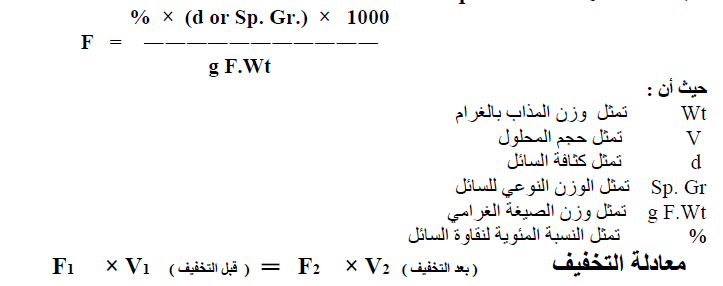 % × (d or Sp. Gr.) × 1000
F = ———————————
g F.Wt
حيث أن :
Wt تمثل وزن المذاب بالغرام
V تمثل حجم المحلول
d تمثل كثافة السائل
Sp. Gr تمثل الوزن النوعي للسائل
g F.Wt تمثل وزن الصيغة الغرامي
% تمثل النسبة المئوية لنقاوة السائل
معادلة التخفيف F1 × V1 ( قبل التخفيف ) = F2 × V2 ( بعد التخفيف )